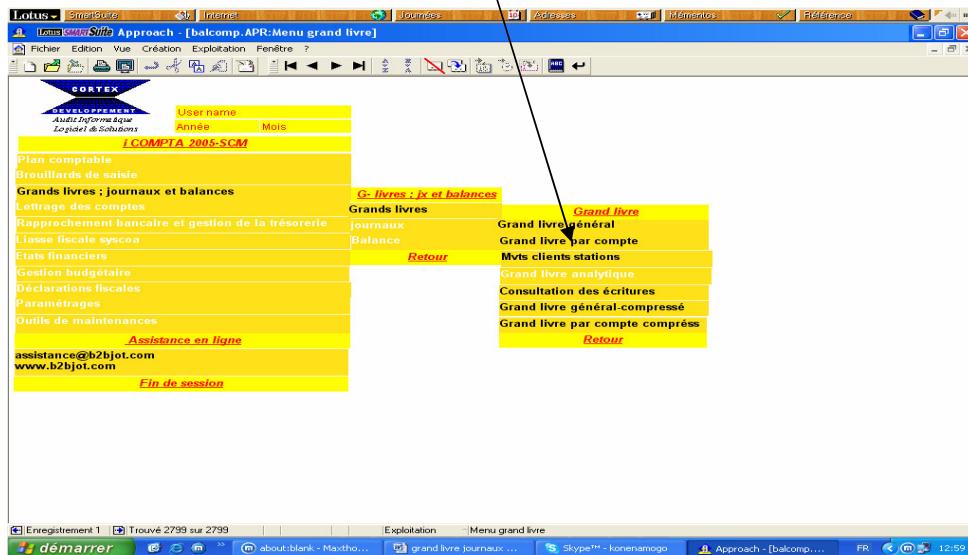 Lotus SmartSuite Internet Journées 10 Adresses Mémentos Référence
Lotus SMARTSuite Approach - [balcomp.APR:Menu grand livre]
Fichier Edition Vue Création Exploitation Fenêtre ?
CORTEX
DEVELOPPEMENT
Audit Informatique
Logiciel & Solutions
User name
Année Mois
i COMPTA 2005-SCM
Plan comptable
Brouillards de saisie
Grands livres ; journaux et balances
Lettrage des comptes
Rapprochement bancaire et gestion de la trésorerie
Liasse fiscale syscoa
Etats financiers
Gestion budgétaire
Déclarations fiscales
Paramétrages
Outils de maintenances
Assistance en ligne
assistance@b2bjot.com
www.b2bjot.com
Fin de session
G- livres ; jx et balances
Grands livres
journaux
Balance
Retour
Grand livre
Grand livre général
Grand livre par compte
Mvts clients stations
Grand livre analytique
Consultation des écritures
Grand livre général-compressé
Grand livre par compte compréss
Retour
Enregistrement 1 Trouvé 2799 sur 2799 Exploitation Menu grand livre
démarrer about:blank - Maxtho... grand livre journaux ... Skype™ - konenamogo Approach - [balcomp.... FR 12:59